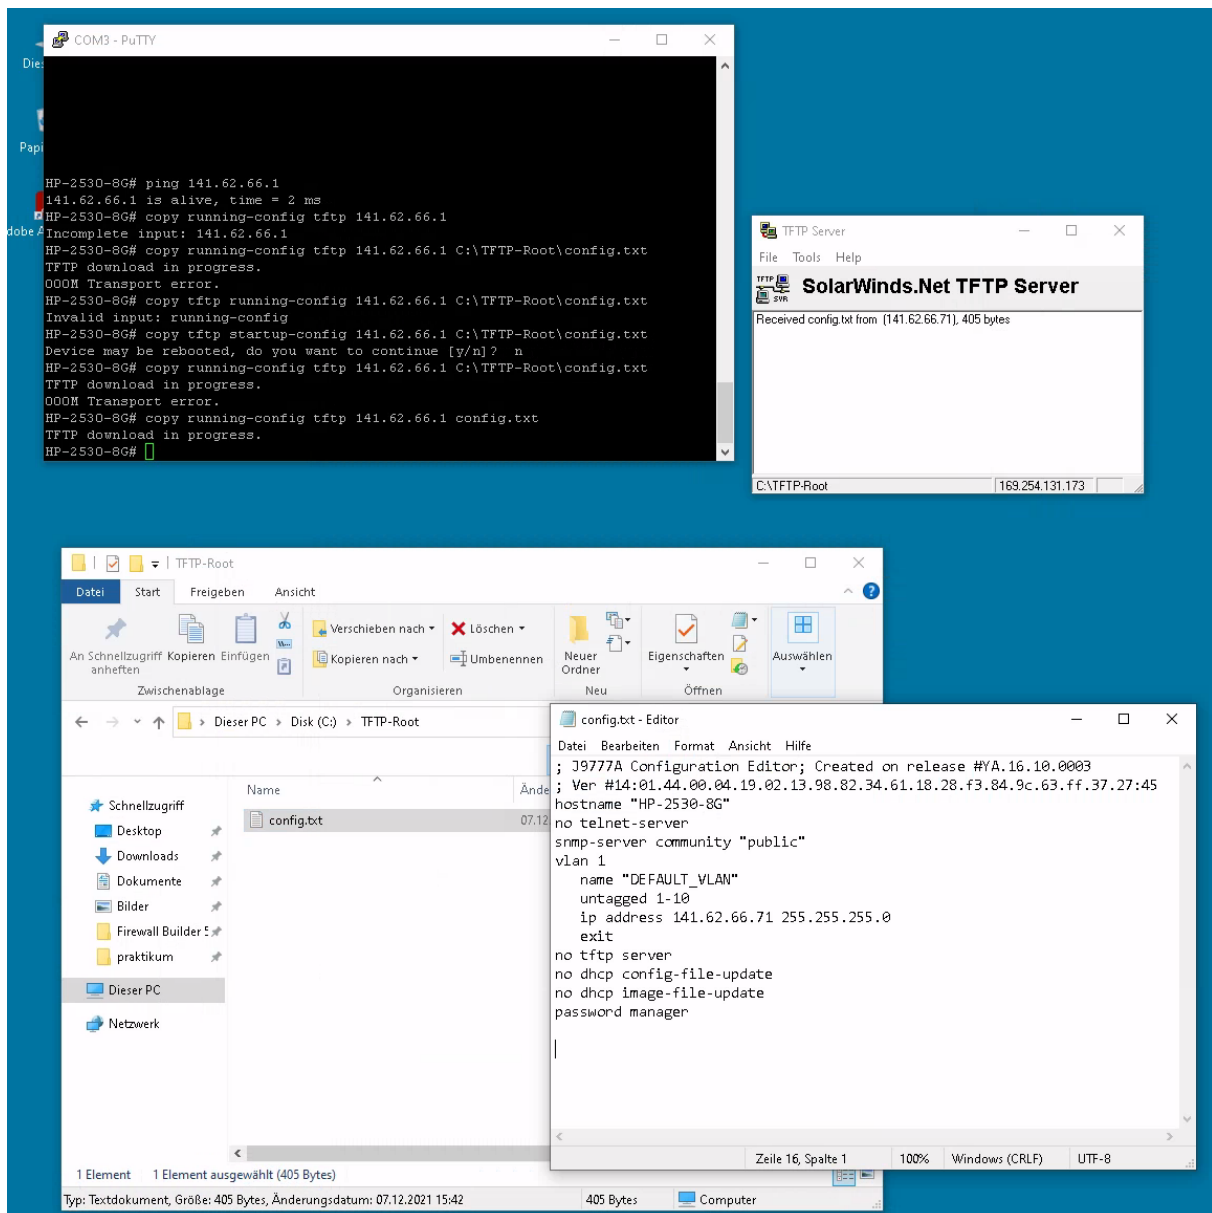 COM3 - PuTTY
Die
Papi
dobe A
HP-2530-8G# ping 141.62.66.1
141.62.66.1 is alive, time = 2 ms
HP-2530-8G# copy running-config tftp 141.62.66.1
Incomplete input: 141.62.66.1
HP-2530-8G# copy running-config tftp 141.62.66.1 C:\TFTP-Root\config.txt
TFTP download in progress.
000M Transport error.
HP-2530-8G# copy tftp running-config 141.62.66.1 C:\TFTP-Root\config.txt
Invalid input: running-config
HP-2530-8G# copy tftp startup-config 141.62.66.1 C:\TFTP-Root\config.txt
Device may be rebooted, do you want to continue [y/n]? n
HP-2530-8G# copy running-config tftp 141.62.66.1 C:\TFTP-Root\config.txt
TFTP download in progress.
000M Transport error.
HP-2530-8G# copy running-config tftp 141.62.66.1 config.txt
TFTP download in progress.
HP-2530-8G#
TFTP Server
File Tools Help
TFTP SVR
SolarWinds.Net TFTP Server
Received config.txt from (141.62.66.71), 405 bytes
C:\TFTP-Root 169.254.131.173
TFTP-Root
Datei Start Freigeben Ansicht
An Schnellzugriff anheften
Kopieren
Einfügen
Zwischenablage
Verschieben nach
Kopieren nach
Löschen
Umbenennen
Organisieren
Neuer Ordner
Neu
Eigenschaften
Öffnen
Auswählen
Dieser PC > Disk (C:) > TFTP-Root
Name Ände
config.txt 07.12
Schnellzugriff
Desktop
Downloads
Dokumente
Bilder
Firewall Builder 5
praktikum
Dieser PC
Netzwerk
1 Element 1 Element ausgewählt (405 Bytes)
Typ: Textdokument, Größe: 405 Bytes, Änderungsdatum: 07.12.2021 15:42 405 Bytes Computer
config.txt - Editor
Datei Bearbeiten Format Ansicht Hilfe
; J9777A Configuration Editor; Created on release #YA.16.10.0003
; Ver #14:01.44.00.04.19.02.13.98.82.34.61.18.28.f3.84.9c.63.ff.37.27:45
hostname "HP-2530-8G"
no telnet-server
snmp-server community "public"
vlan 1
name "DEFAULT_VLAN"
untagged 1-10
ip address 141.62.66.71 255.255.255.0
exit
no tftp server
no dhcp config-file-update
no dhcp image-file-update
password manager
Zeile 16, Spalte 1 100% Windows (CRLF) UTF-8